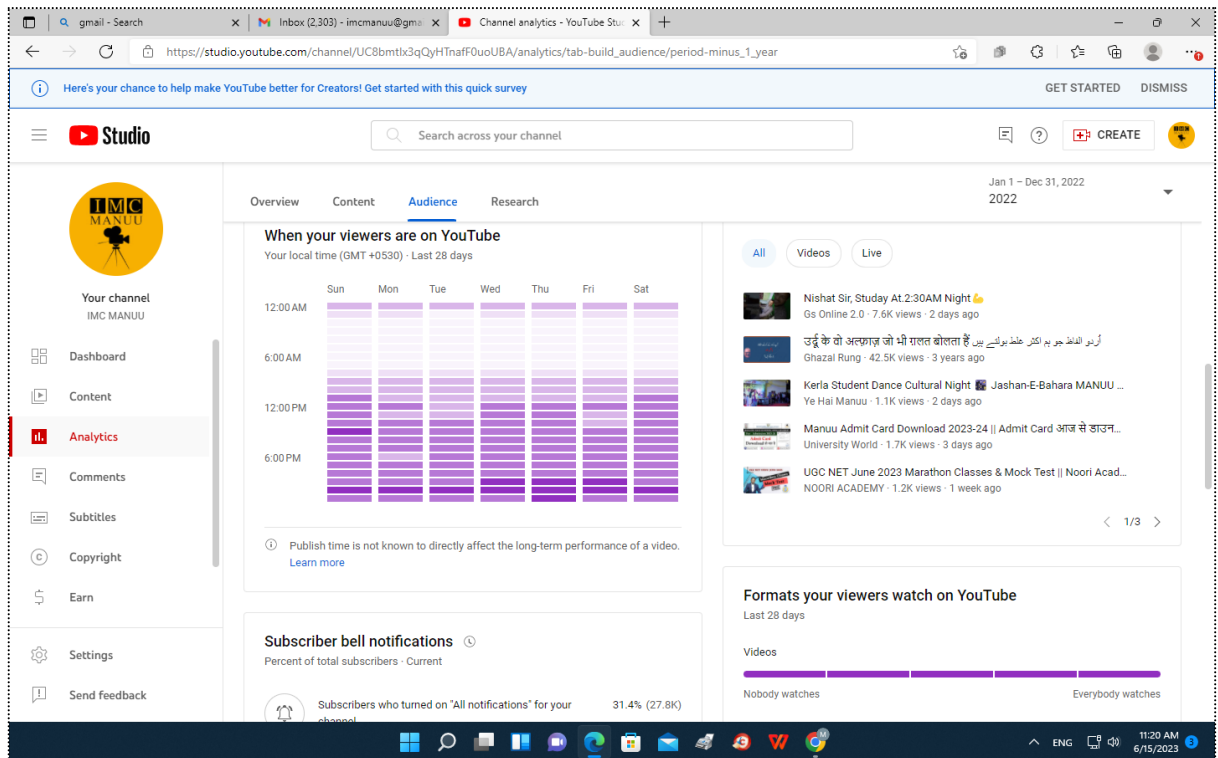 gmail - Search
Inbox (2,303) - imcmanuu@gma
Channel analytics - YouTube Stuc
https://studio.youtube.com/channel/UC8bmtIx3qQyHTnafF0uoUBA/analytics/tab-build_audience/period-minus_1_year
Here's your chance to help make YouTube better for Creators! Get started with this quick survey
GET STARTED DISMISS
Studio
Search across your channel
CREATE
IMC
MANUU
Your channel
IMC MANUU
Dashboard
Content
Analytics
Comments
Subtitles
Copyright
Earn
Settings
Send feedback
Overview Content Audience Research
Jan 1 – Dec 31, 2022
2022
When your viewers are on YouTube
Your local time (GMT +0530) · Last 28 days
Sun Mon Tue Wed Thu Fri Sat
12:00 AM
6:00 AM
12:00 PM
6:00 PM
Publish time is not known to directly affect the long-term performance of a video.
Learn more
Subscriber bell notifications
Percent of total subscribers · Current
Subscribers who turned on "All notifications" for your
channel
31.4% (27.8K)
All Videos Live
Nishat Sir, Studay At.2:30AM Night💪
Gs Online 2.0 · 7.6K views · 2 days ago
उर्दू के वो अल्फ़ाज़ जो भी ग़लत बोलता हैं أردو الفاظ جو ہم اکثر غلط بولتے ہیں
Ghazal Rung · 42.5K views · 3 years ago
Kerla Student Dance Cultural Night Jashan-E-Bahara MANUU ...
Ye Hai Manuu · 1.1K views · 2 days ago
Manuu Admit Card Download 2023-24 || Admit Card आज से डाउन...
University World · 1.7K views · 3 days ago
UGC NET June 2023 Marathon Classes & Mock Test || Noori Acad...
NOORI ACADEMY · 1.2K views · 1 week ago
1/3
Formats your viewers watch on YouTube
Last 28 days
Videos
Nobody watches Everybody watches
ENG
11:20 AM
6/15/2023
3